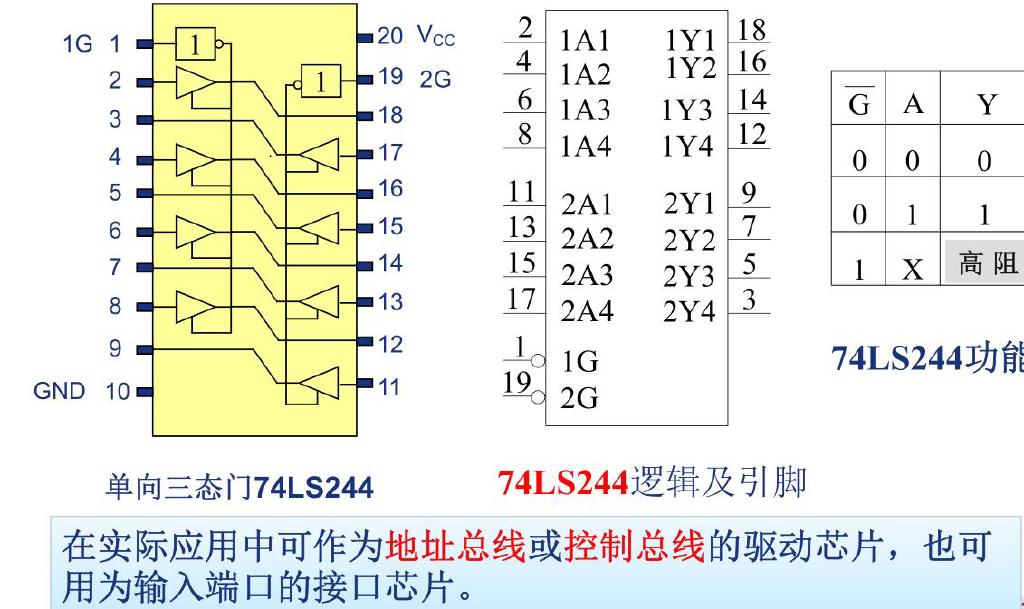 1G 1
1
20 Vcc
2
1
19 2G
3
18
4
17
5
16
6
15
7
14
8
13
9
12
GND 10
11
单向三态门74LS244
2 1A1 1Y1 18
4 1A2 1Y2 16
6 1A3 1Y3 14
8 1A4 1Y4 12
11 2A1 2Y1 9
13 2A2 2Y2 7
15 2A3 2Y3 5
17 2A4 2Y4 3
1 1G
19 2G
74LS244逻辑及引脚
G A Y
0 0 0
0 1 1
1 X 高阻
74LS244功能
在实际应用中可作为地址总线或控制总线的驱动芯片，也可
用为输入端口的接口芯片。